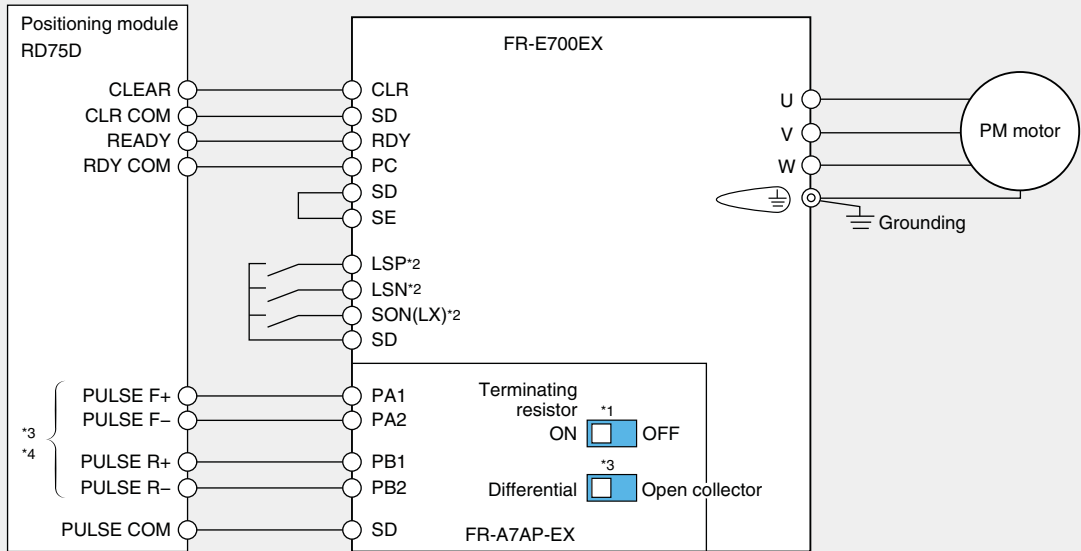 Positioning module
RD75D
FR-E700EX
CLEAR
CLR COM
READY
RDY COM
CLR
SD
RDY
PC
SD
SE
LSP*2
LSN*2
SON(LX)*2
SD
U
V
W
PM motor
Grounding
*3
*4
PULSE F+
PULSE F−
PULSE R+
PULSE R−
PULSE COM
PA1
PA2
PB1
PB2
SD
Terminating
resistor
*1
ON
OFF
*3
Differential
Open collector
FR-A7AP-EX